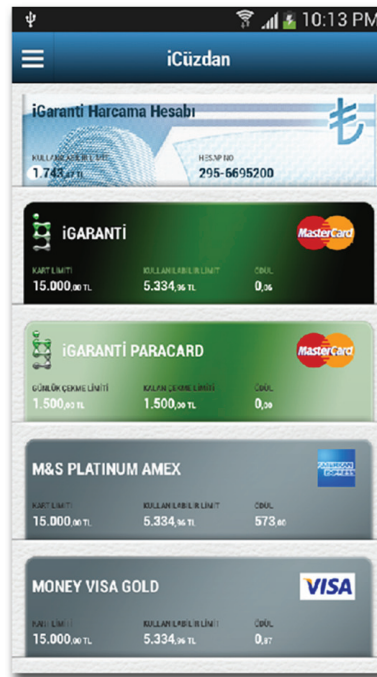 10:13 PM
iCüzdan
iGaranti Harcama Hesabı
KULLANILABİLİR LİMİT HESAP NO
1.743, TL 295-6695200
iGARANTİ MasterCard
KART LİMİTİ KULLANILABİLİR LİMİT ÖDÜL
15.000,00 TL 5.334,96 TL 0,06
iGARANTİ PARACARD MasterCard
GÜNLÜK ÇEKME LİMİTİ KALAN ÇEKME LİMİTİ ÖDÜL
1.500,00 TL 1.500,00 TL 0,00
M&S PLATINUM AMEX AMERICAN EXPRESS
KART LİMİTİ KULLANILABİLİR LİMİT ÖDÜL
15.000,00 TL 5.334,96 TL 573,60
MONEY VISA GOLD VISA
KART LİMİTİ KULLANILABİLİR LİMİT ÖDÜL
15.000,00 TL 5.334,96 TL 0,87